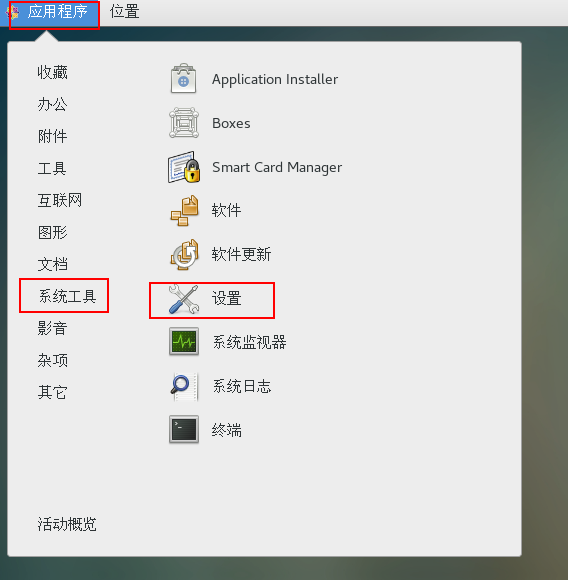 应用程序 位置
收藏
办公
附件
工具
互联网
图形
文档
系统工具
影音
杂项
其它
活动概览
Application Installer
Boxes
Smart Card Manager
软件
软件更新
设置
系统监视器
系统日志
终端